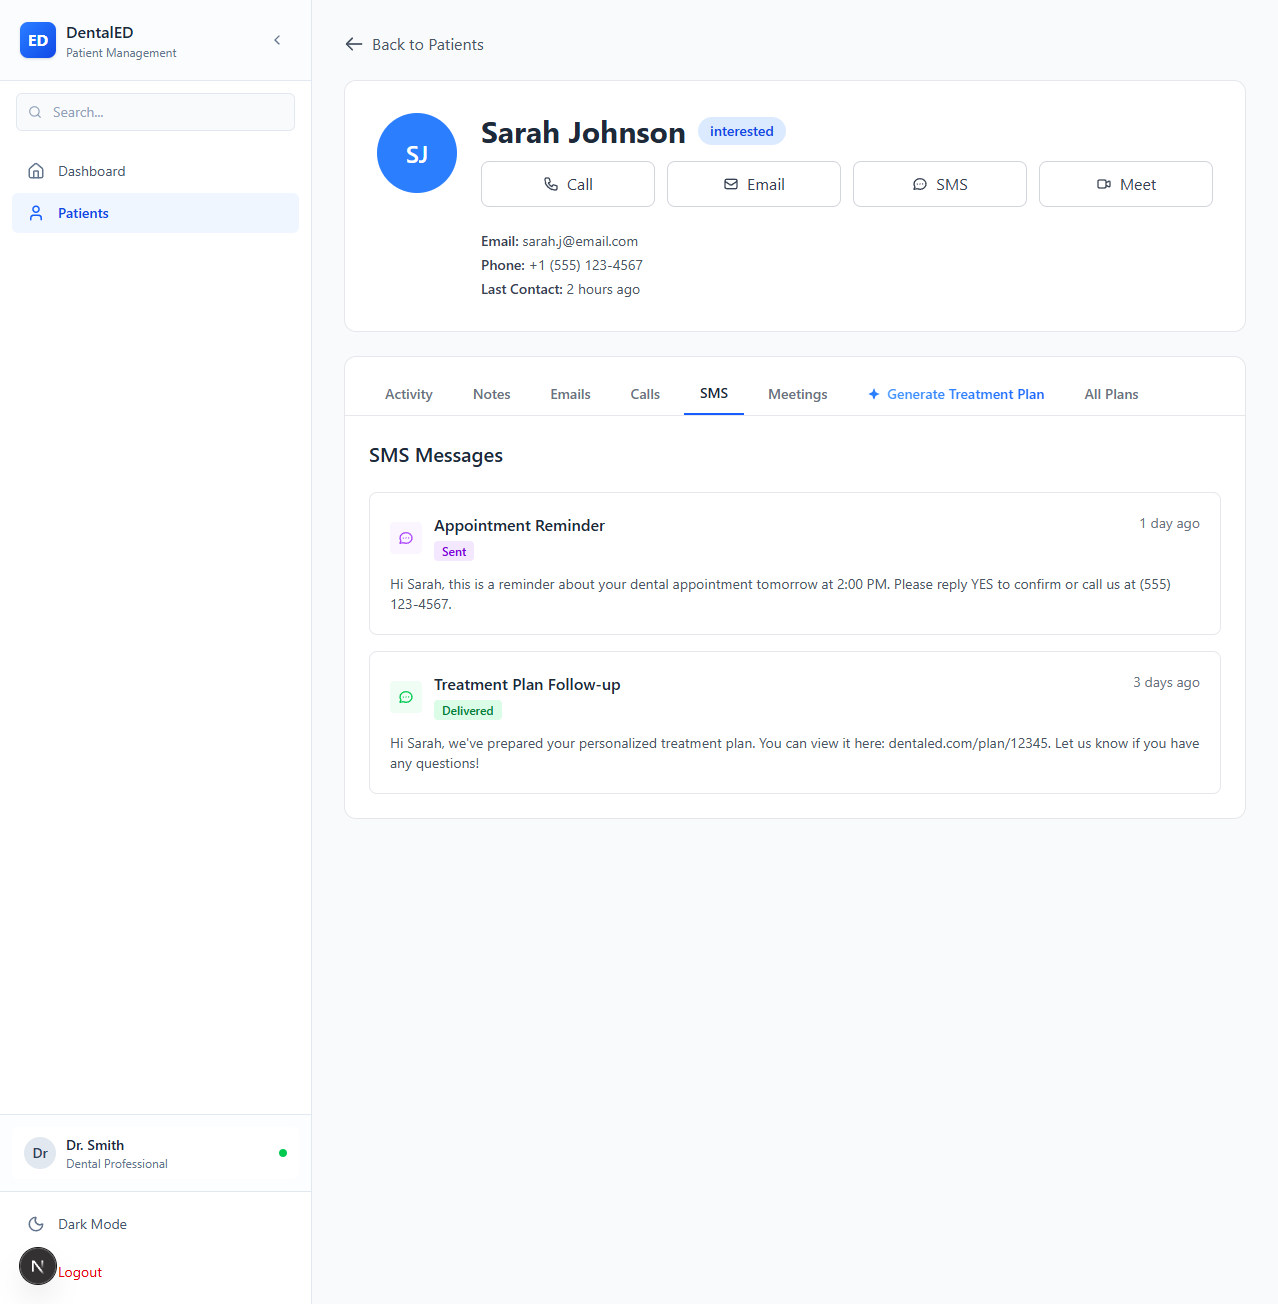 ED
DentalED
Patient Management
Search...
Dashboard
Patients
Dr
Dr. Smith
Dental Professional
Dark Mode
N
Logout
Back to Patients
SJ
Sarah Johnson
interested
Call
Email
SMS
Meet
Email: sarah.j@email.com
Phone: +1 (555) 123-4567
Last Contact: 2 hours ago
Activity
Notes
Emails
Calls
SMS
Meetings
Generate Treatment Plan
All Plans
SMS Messages
Appointment Reminder
1 day ago
Sent
Hi Sarah, this is a reminder about your dental appointment tomorrow at 2:00 PM. Please reply YES to confirm or call us at (555)
123-4567.
Treatment Plan Follow-up
3 days ago
Delivered
Hi Sarah, we've prepared your personalized treatment plan. You can view it here: dentaled.com/plan/12345. Let us know if you have
any questions!